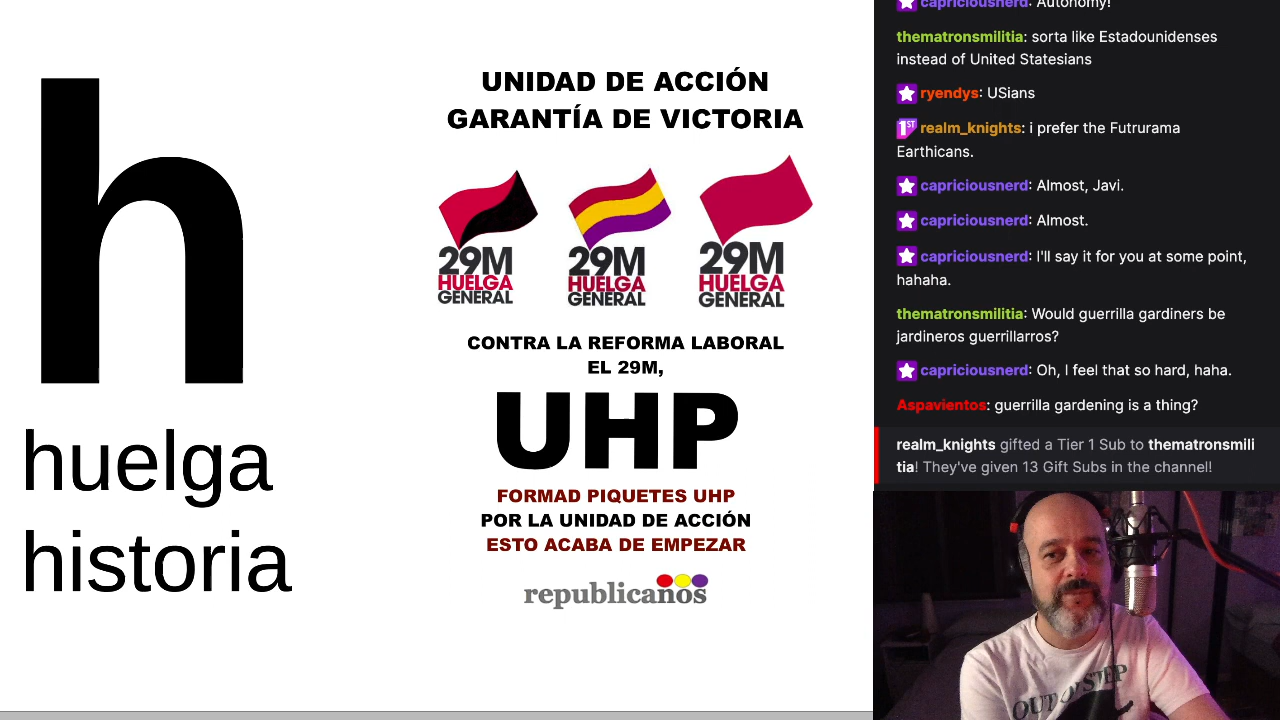 h
huelga
historia
UNIDAD DE ACCIÓN
GARANTÍA DE VICTORIA
29M
HUELGA
GENERAL
29M
HUELGA
GENERAL
29M
HUELGA
GENERAL
CONTRA LA REFORMA LABORAL
EL 29M,
UHP
FORMAD PIQUETES UHP
POR LA UNIDAD DE ACCIÓN
ESTO ACABA DE EMPEZAR
republicanos
capriciousnerd: Autonomy!
thematronsmilitia: sorta like Estadounidenses
instead of United Statesians
ryendys: USians
1ST realm_knights: i prefer the Futrurama
Earthicans.
capriciousnerd: Almost, Javi.
capriciousnerd: Almost.
capriciousnerd: I'll say it for you at some point,
hahaha.
thematronsmilitia: Would guerrilla gardiners be
jardineros guerrillarros?
capriciousnerd: Oh, I feel that so hard, haha.
Aspavientos: guerrilla gardening is a thing?
realm_knights gifted a Tier 1 Sub to thematronsmili
tia! They've given 13 Gift Subs in the channel!
OUT OF STEP